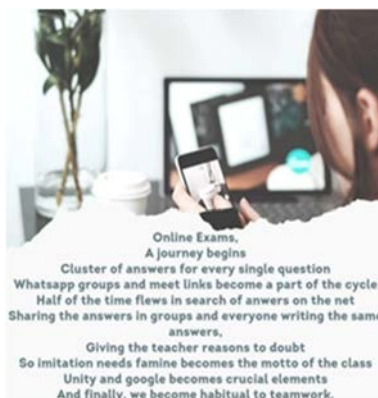 Online Exams,
A journey begins
Cluster of answers for every single question
Whatsapp groups and meet links become a part of the cycle
Half of the time flews in search of anwers on the net
Sharing the answers in groups and everyone writing the same
answers,
Giving the teacher reasons to doubt
So imitation needs famine becomes the motto of the class
Unity and google becomes crucial elements
And finally, we become habitual to teamwork.